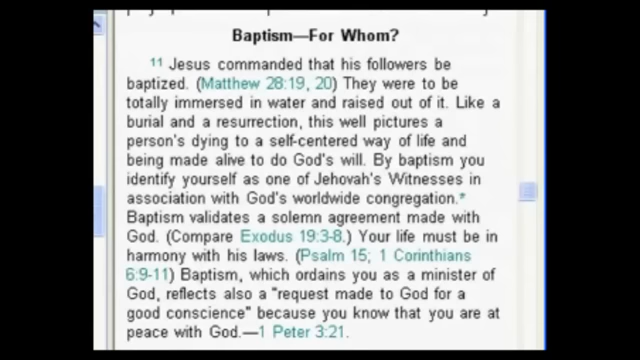 Baptism—For Whom?
11 Jesus commanded that his followers be
baptized. (Matthew 28:19, 20) They were to be
totally immersed in water and raised out of it. Like a
burial and a resurrection, this well pictures a
person's dying to a self-centered way of life and
being made alive to do God's will. By baptism you
identify yourself as one of Jehovah's Witnesses in
association with God's worldwide congregation.*
Baptism validates a solemn agreement made with
God. (Compare Exodus 19:3-8.) Your life must be in
harmony with his laws. (Psalm 15; 1 Corinthians
6:9-11) Baptism, which ordains you as a minister of
God, reflects also a "request made to God for a
good conscience" because you know that you are at
peace with God.—1 Peter 3:21.